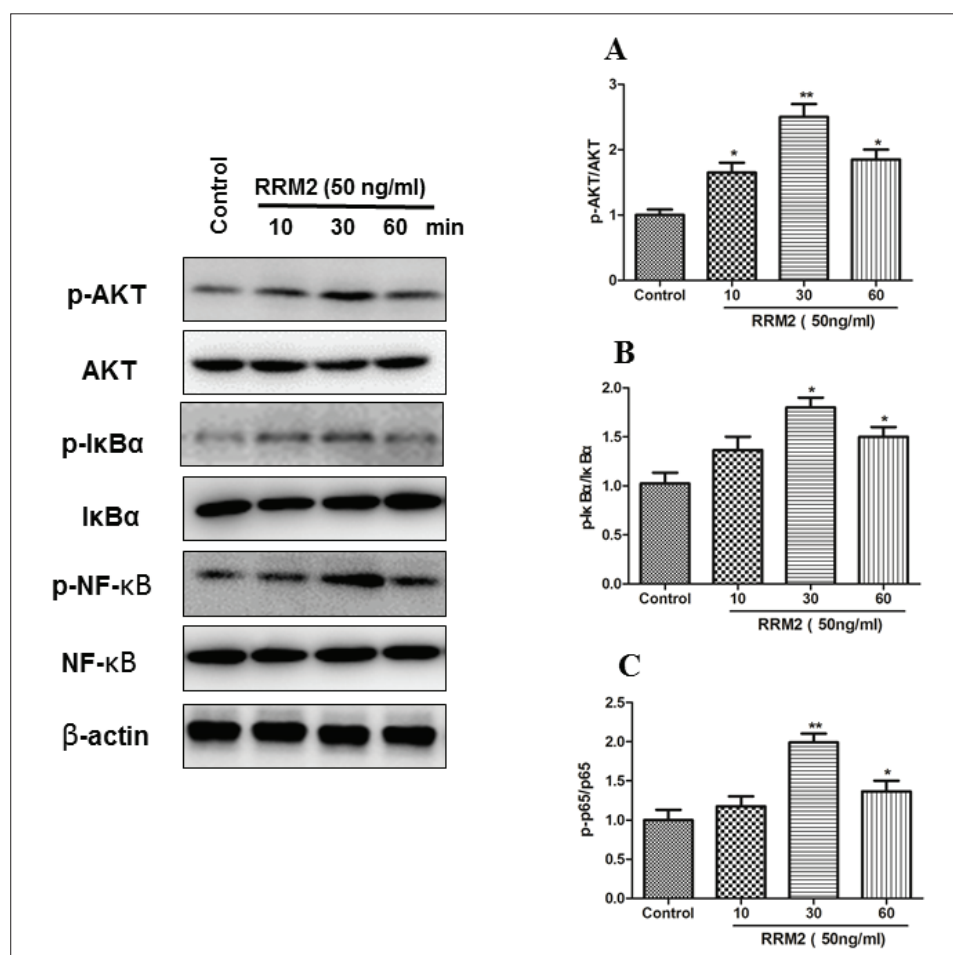 Control
RRM2 (50 ng/ml)
10 30 60 min
p-AKT
AKT
p-IκBα
IκBα
p-NF-κB
NF-κB
β-actin
A
p-AKT/AKT
3
2
1
0
*
**
*
Control 10 30 60
RRM2 ( 50ng/ml)
B
p-Iκ Bα/Iκ Bα
2.0
1.5
1.0
0.5
0.0
*
*
Control 10 30 60
RRM2 ( 50ng/ml)
C
p-p65/p65
2.5
2.0
1.5
1.0
0.5
0.0
**
*
Control 10 30 60
RRM2 ( 50ng/ml)